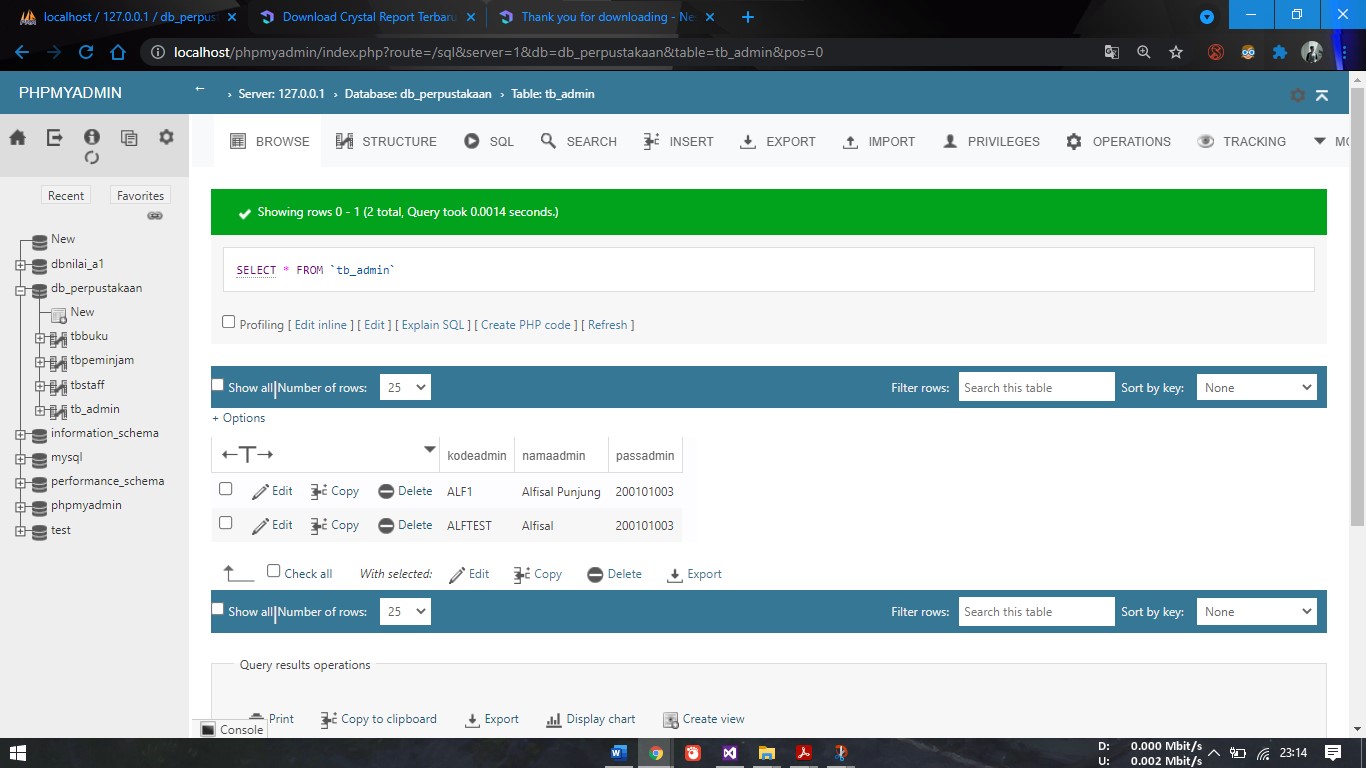 localhost / 127.0.0.1 / db_perpus
Download Crystal Report Terbaru
Thank you for downloading - Ne
localhost/phpmyadmin/index.php?route=/sql&server=1&db=db_perpustakaan&table=tb_admin&pos=0
PHPMYADMIN
Server: 127.0.0.1 › Database: db_perpustakaan › Table: tb_admin
BROWSE STRUCTURE SQL SEARCH INSERT EXPORT IMPORT PRIVILEGES OPERATIONS TRACKING MO
Recent Favorites
New
dbnilai_a1
db_perpustakaan
New
tbbuku
tbpeminjam
tbstaff
tb_admin
information_schema
mysql
performance_schema
phpmyadmin
test
Showing rows 0 - 1 (2 total, Query took 0.0014 seconds.)
SELECT * FROM `tb_admin`
Profiling [ Edit inline ] [ Edit ] [ Explain SQL ] [ Create PHP code ] [ Refresh ]
Show all Number of rows: 25 Filter rows: Search this table Sort by key: None
+ Options
←T→ kodeadmin namaadmin passadmin
Edit Copy Delete ALF1 Alfisal Punjung 200101003
Edit Copy Delete ALFTEST Alfisal 200101003
Check all With selected: Edit Copy Delete Export
Show all Number of rows: 25 Filter rows: Search this table Sort by key: None
Query results operations
Print Copy to clipboard Export Display chart Create view
Console
D: 0.000 Mbit/s
U: 0.002 Mbit/s
23:14